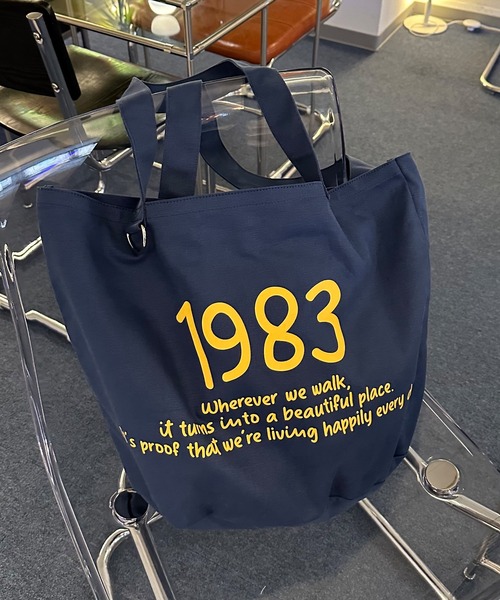 1983
Wherever we walk,
it turns into a beautiful place.
's proof that we're living happily every